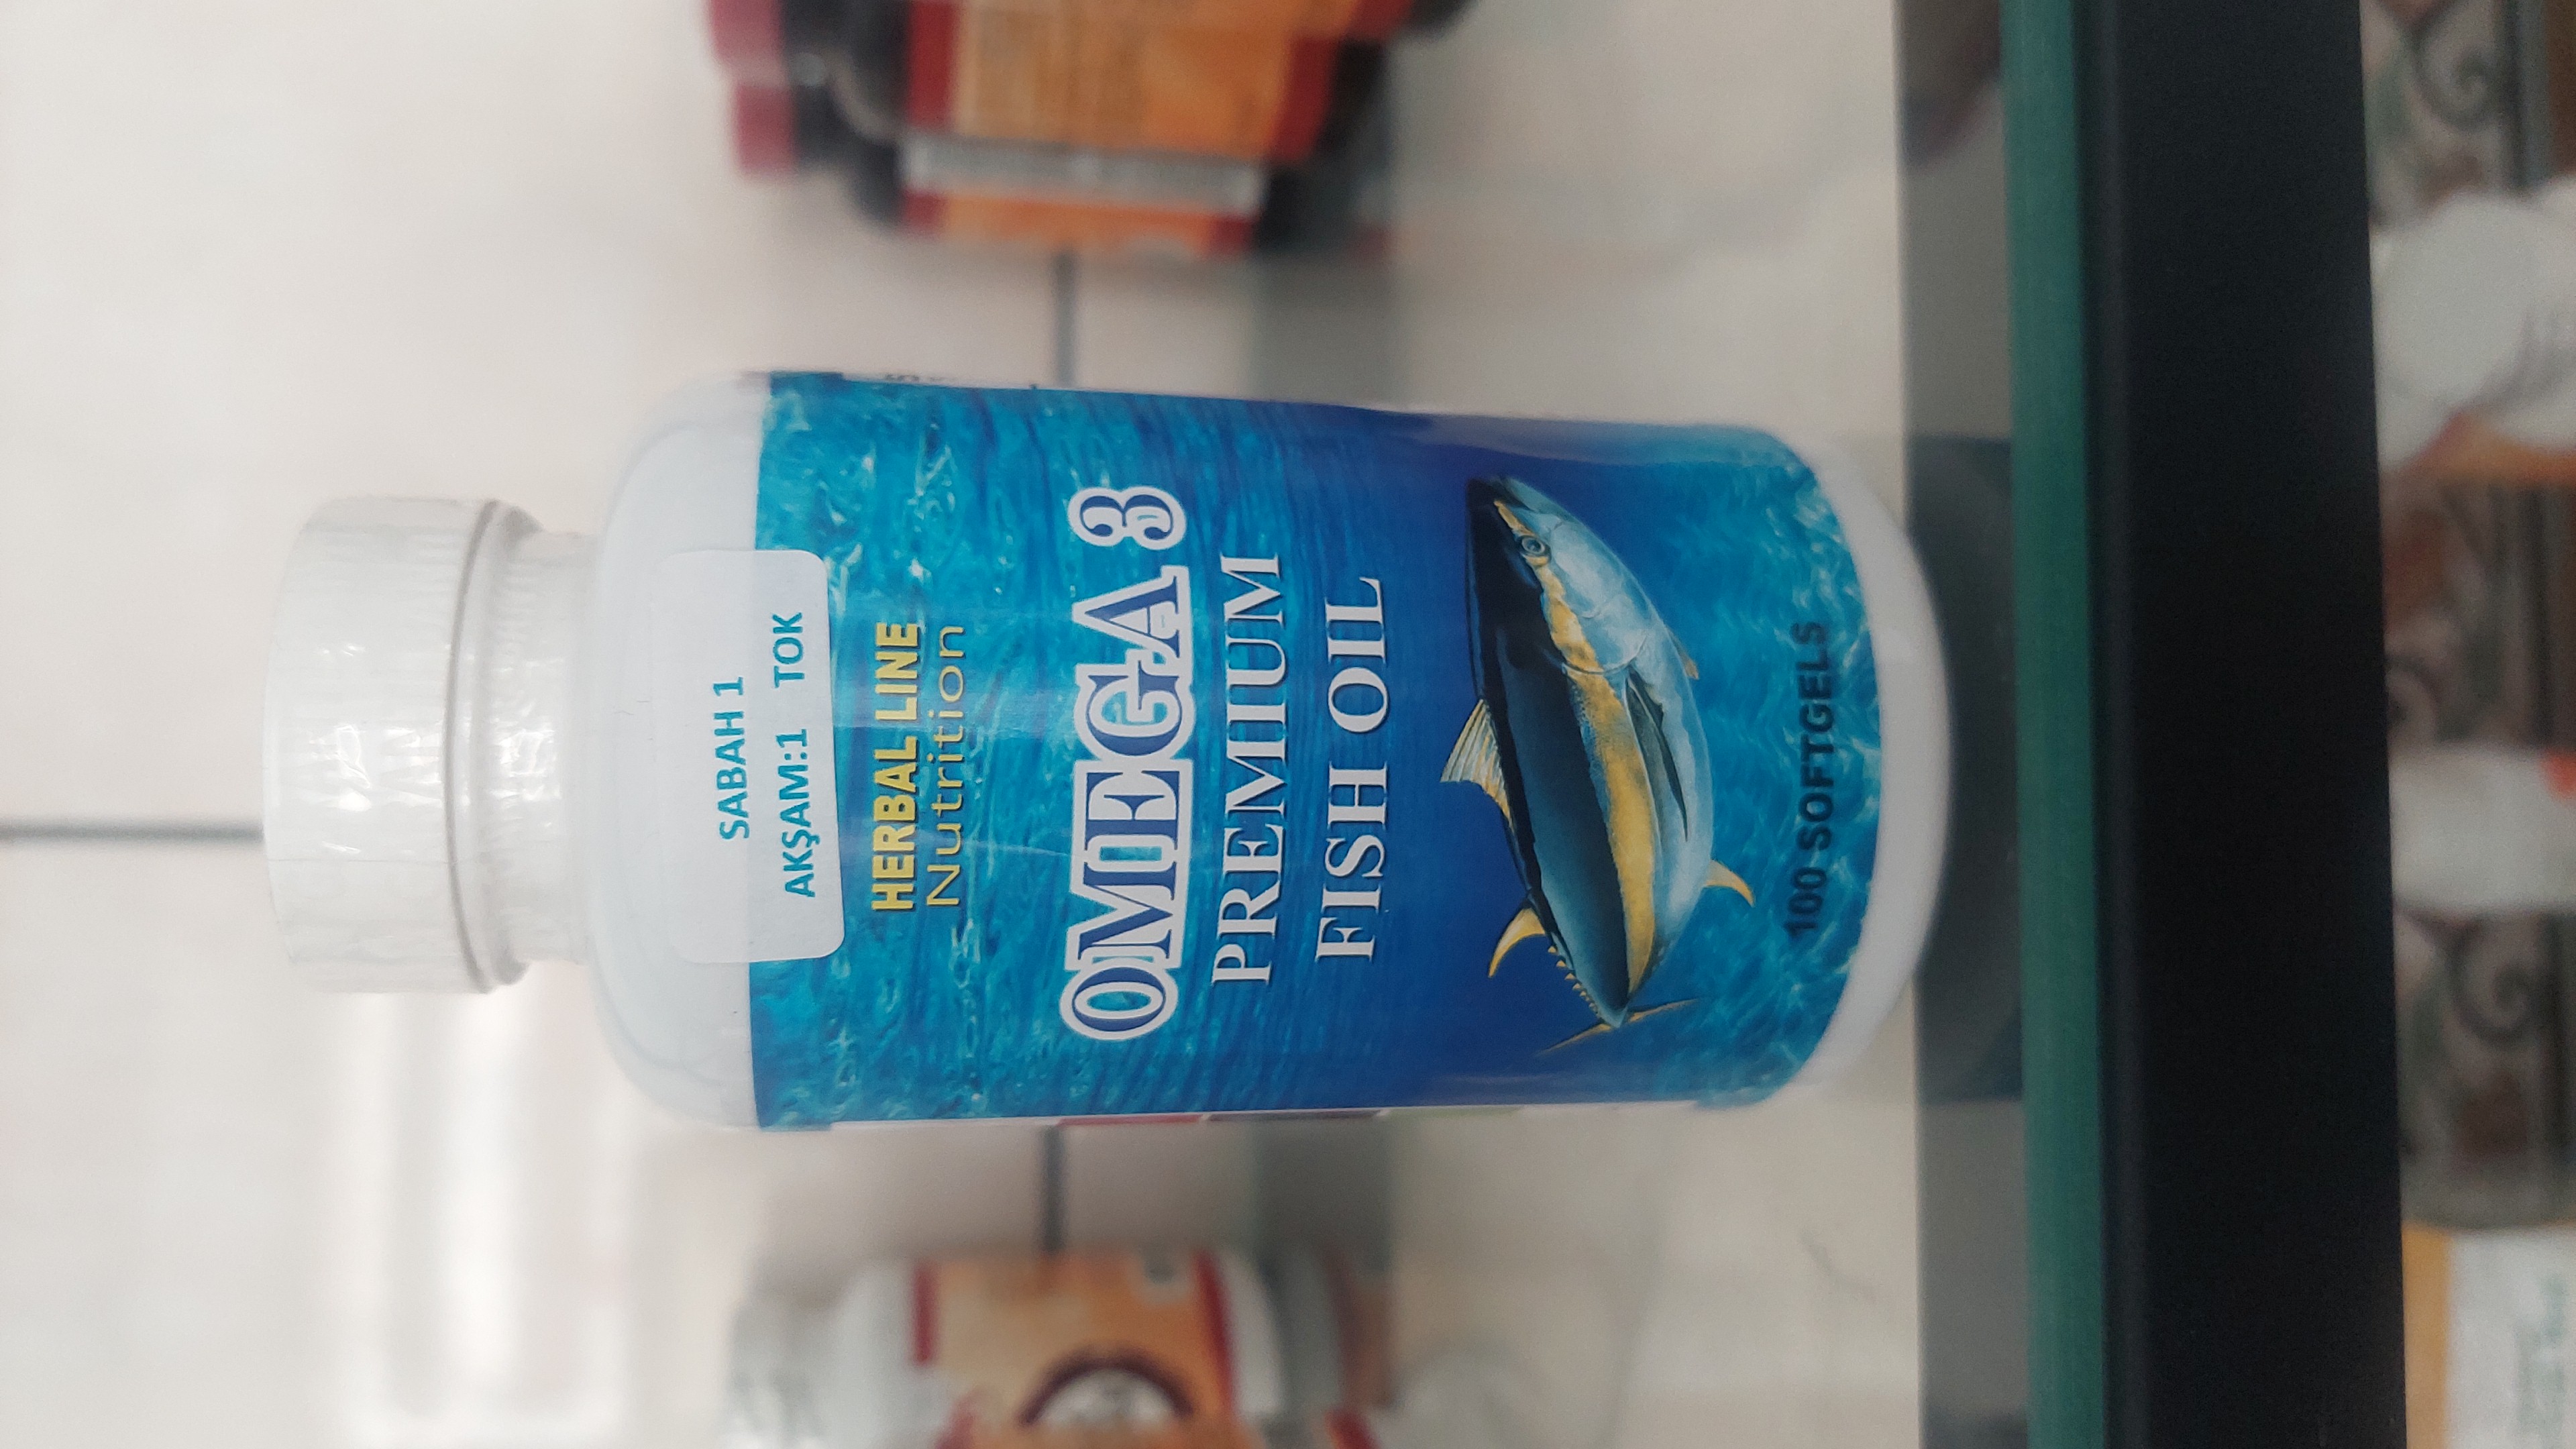 SABAH 1
AKŞAM:1 TOK
HERBAL LINE
Nutrition
OMEGA 3
PREMIUM
FISH OIL
100 SOFTGELS